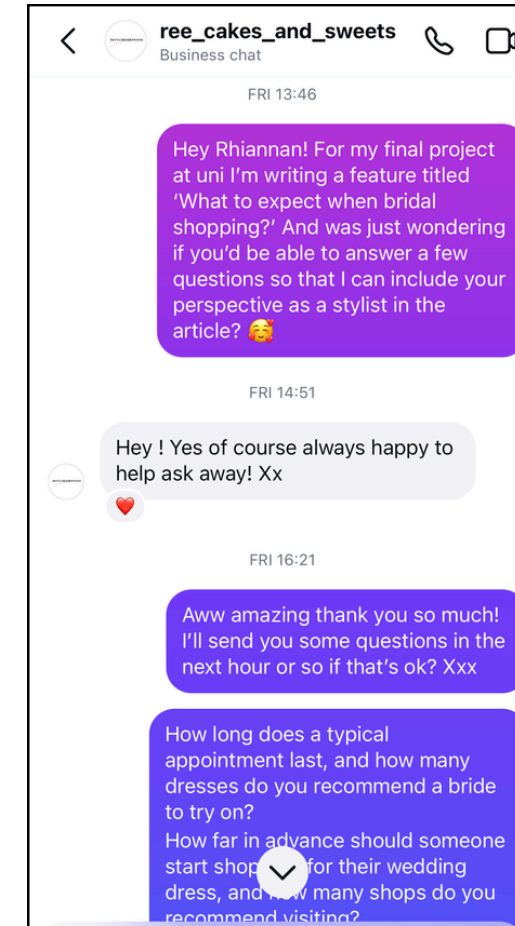 ree_cakes_and_sweets
Business chat
FRI 13:46
Hey Rhiannan! For my final project
at uni I'm writing a feature titled
'What to expect when bridal
shopping?' And was just wondering
if you'd be able to answer a few
questions so that I can include your
perspective as a stylist in the
article? 🥰
FRI 14:51
Hey ! Yes of course always happy to
help ask away! Xx
FRI 16:21
Aww amazing thank you so much!
I'll send you some questions in the
next hour or so if that's ok? Xxx
How long does a typical
appointment last, and how many
dresses do you recommend a bride
to try on?
How far in advance should someone
start for their wedding
dress, and many shops do you
recommend visiting?